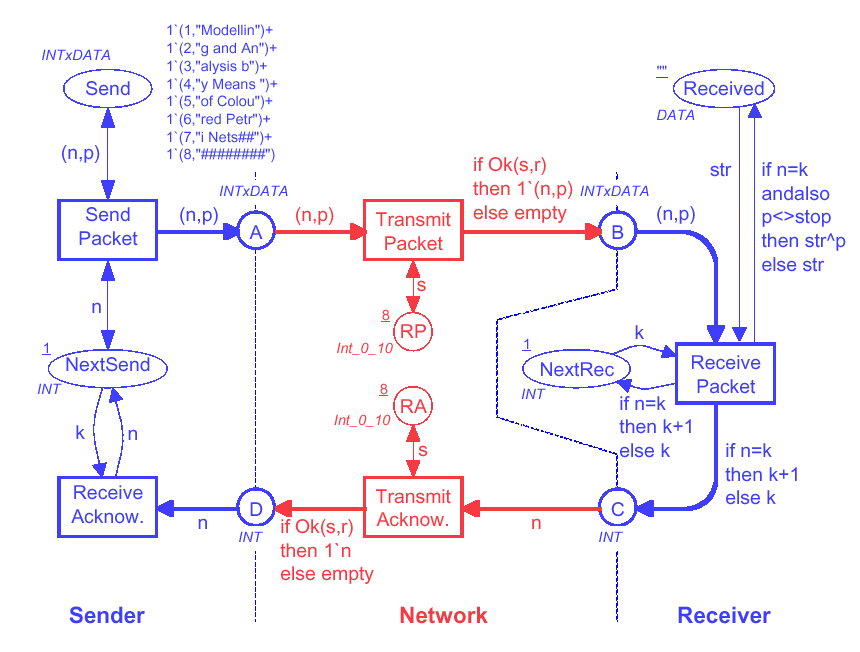 INTxDATA
Send
1`(1,"Modellin")+
1`(2,"g and An")+
1`(3,"alysis b")+
1`(4,"y Means ")+
1`(5,"of Colou")+
1`(6,"red Petr")+
1`(7,"i Nets##")+
1`(8,"########")
(n,p)
Send
Packet
(n,p)
INTxDATA
A
(n,p)
Transmit
Packet
if Ok(s,r)
then 1`(n,p)
else empty
INTxDATA
B
(n,p)
""
Received
DATA
str
if n=k
andalso
p<>stop
then str^p
else str
n
s
8
RP
Int_0_10
1
NextSend
INT
1
NextRec
INT
k
Receive
Packet
if n=k
then k+1
else k
8
RA
Int_0_10
s
k
n
if n=k
then k+1
else k
Receive
Acknow.
n
D
INT
if Ok(s,r)
then 1`n
else empty
Transmit
Acknow.
n
C
INT
Sender
Network
Receiver